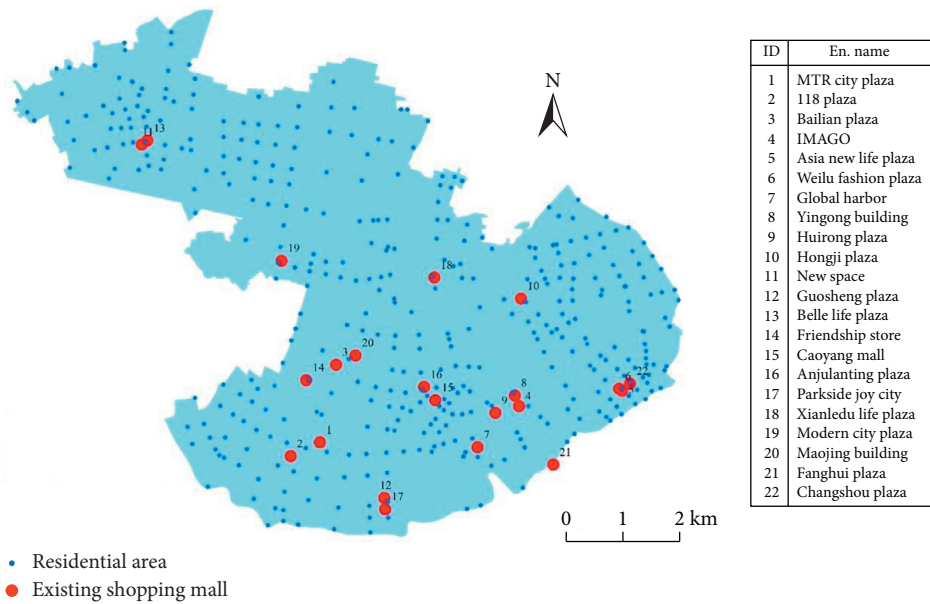 ID En. name
1 MTR city plaza
2 118 plaza
3 Bailian plaza
4 IMAGO
5 Asia new life plaza
6 Weilu fashion plaza
7 Global harbor
8 Yingong building
9 Huirong plaza
10 Hongji plaza
11 New space
12 Guosheng plaza
13 Belle life plaza
14 Friendship store
15 Caoyang mall
16 Anjulanting plaza
17 Parkside joy city
18 Xianledu life plaza
19 Modern city plaza
20 Maojing building
21 Fanghui plaza
22 Changshou plaza
N
11 13
19
18
10
20
3
14
16
15
8
4
9
6
22
5
1
2
7
21
12
17
0 1 2 km
Residential area
Existing shopping mall